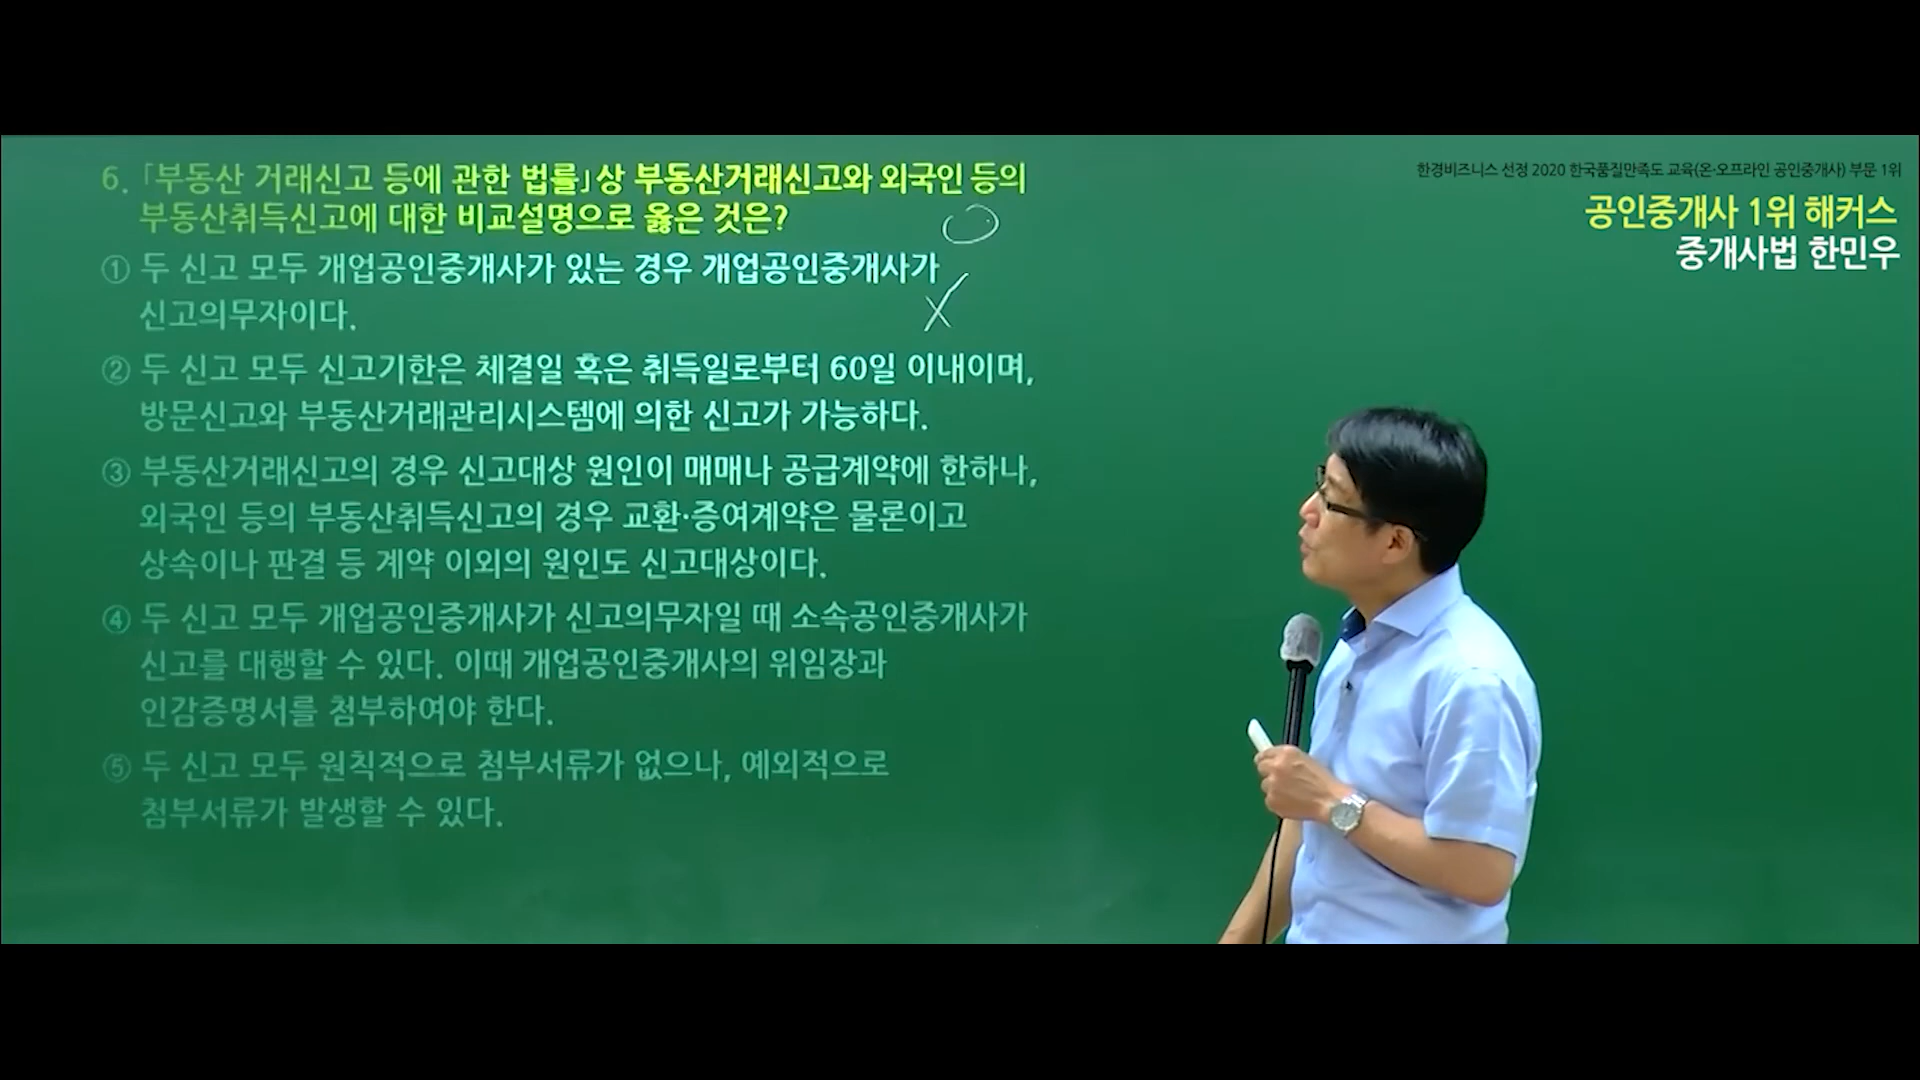 한경비즈니스 선정 2020 한국품질만족도 교육(온·오프라인 공인중개사) 부문 1위
공인중개사 1위 해커스
중개사법 한민우
6. 「부동산 거래신고 등에 관한 법률」상 부동산거래신고와 외국인 등의
부동산취득신고에 대한 비교설명으로 옳은 것은?
① 두 신고 모두 개업공인중개사가 있는 경우 개업공인중개사가
신고의무자이다.
② 두 신고 모두 신고기한은 체결일 혹은 취득일로부터 60일 이내이며,
방문신고와 부동산거래관리시스템에 의한 신고가 가능하다.
③ 부동산거래신고의 경우 신고대상 원인이 매매나 공급계약에 한하나,
외국인 등의 부동산취득신고의 경우 교환·증여계약은 물론이고
상속이나 판결 등 계약 이외의 원인도 신고대상이다.
④ 두 신고 모두 개업공인중개사가 신고의무자일 때 소속공인중개사가
신고를 대행할 수 있다. 이때 개업공인중개사의 위임장과
인감증명서를 첨부하여야 한다.
⑤ 두 신고 모두 원칙적으로 첨부서류가 없으나, 예외적으로
첨부서류가 발생할 수 있다.